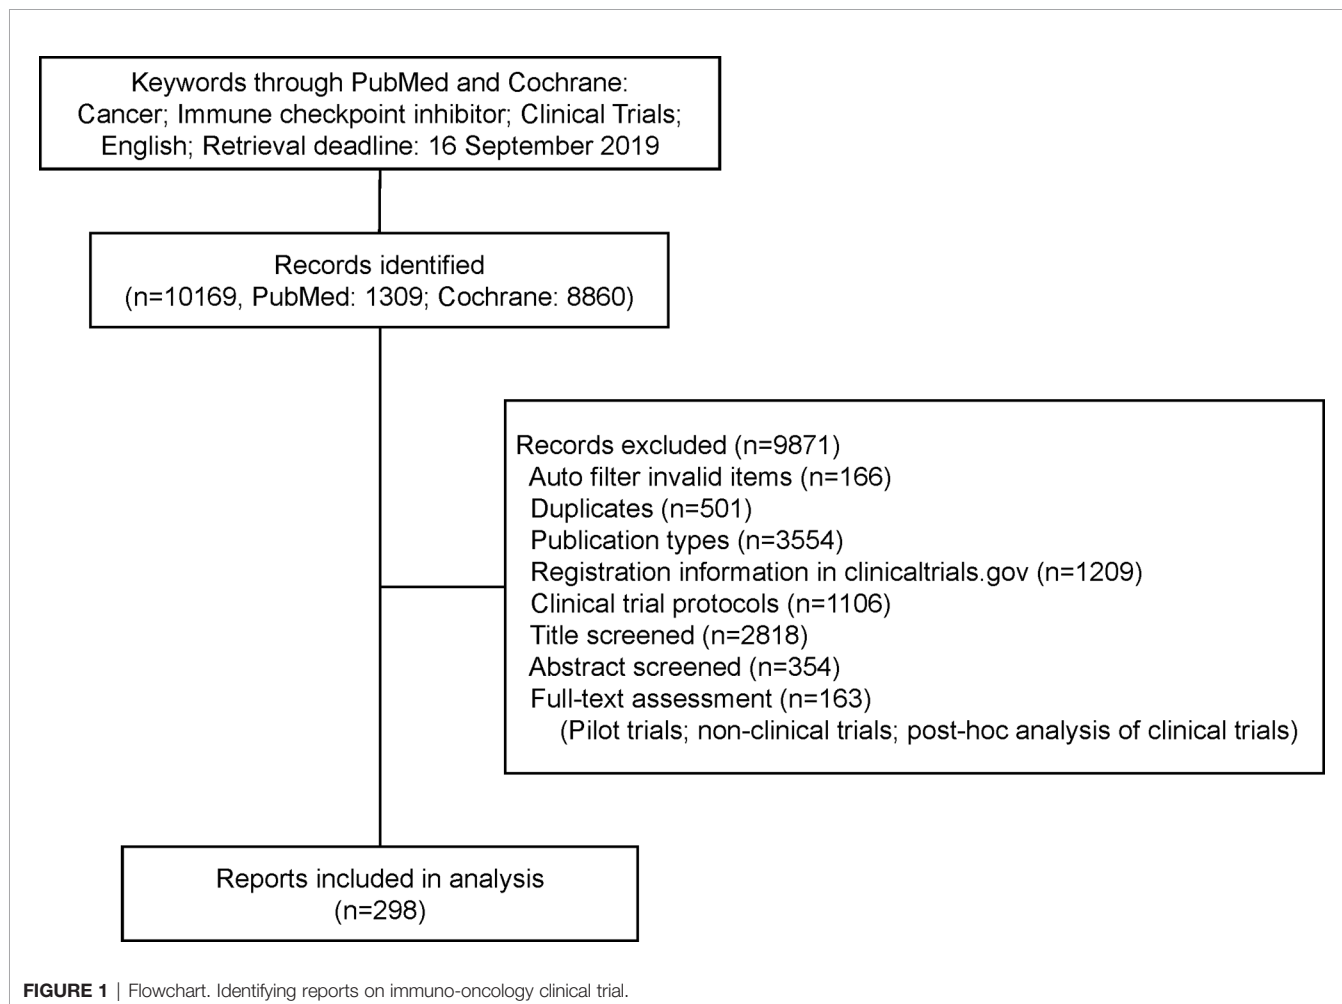 Keywords through PubMed and Cochrane:
Cancer; Immune checkpoint inhibitor; Clinical Trials;
English; Retrieval deadline: 16 September 2019
Records identified
(n=10169, PubMed: 1309; Cochrane: 8860)
Records excluded (n=9871)
Auto filter invalid items (n=166)
Duplicates (n=501)
Publication types (n=3554)
Registration information in clinicaltrials.gov (n=1209)
Clinical trial protocols (n=1106)
Title screened (n=2818)
Abstract screened (n=354)
Full-text assessment (n=163)
(Pilot trials; non-clinical trials; post-hoc analysis of clinical trials)
Reports included in analysis
(n=298)
FIGURE 1 | Flowchart. Identifying reports on immuno-oncology clinical trial.